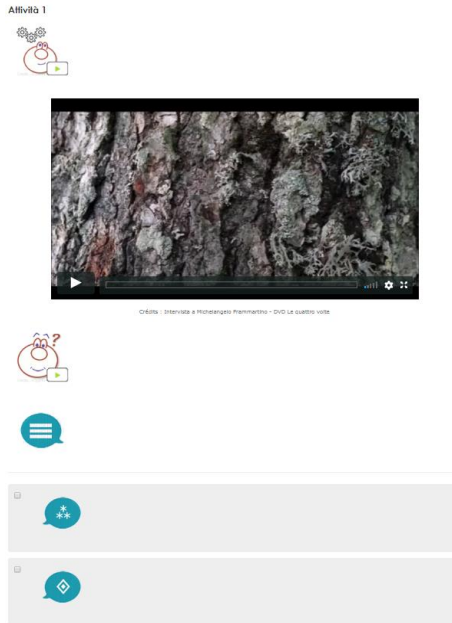 Attività 1
Crédits : Intervista a Michelangelo Frammartino - DVD Le quattro volte
?